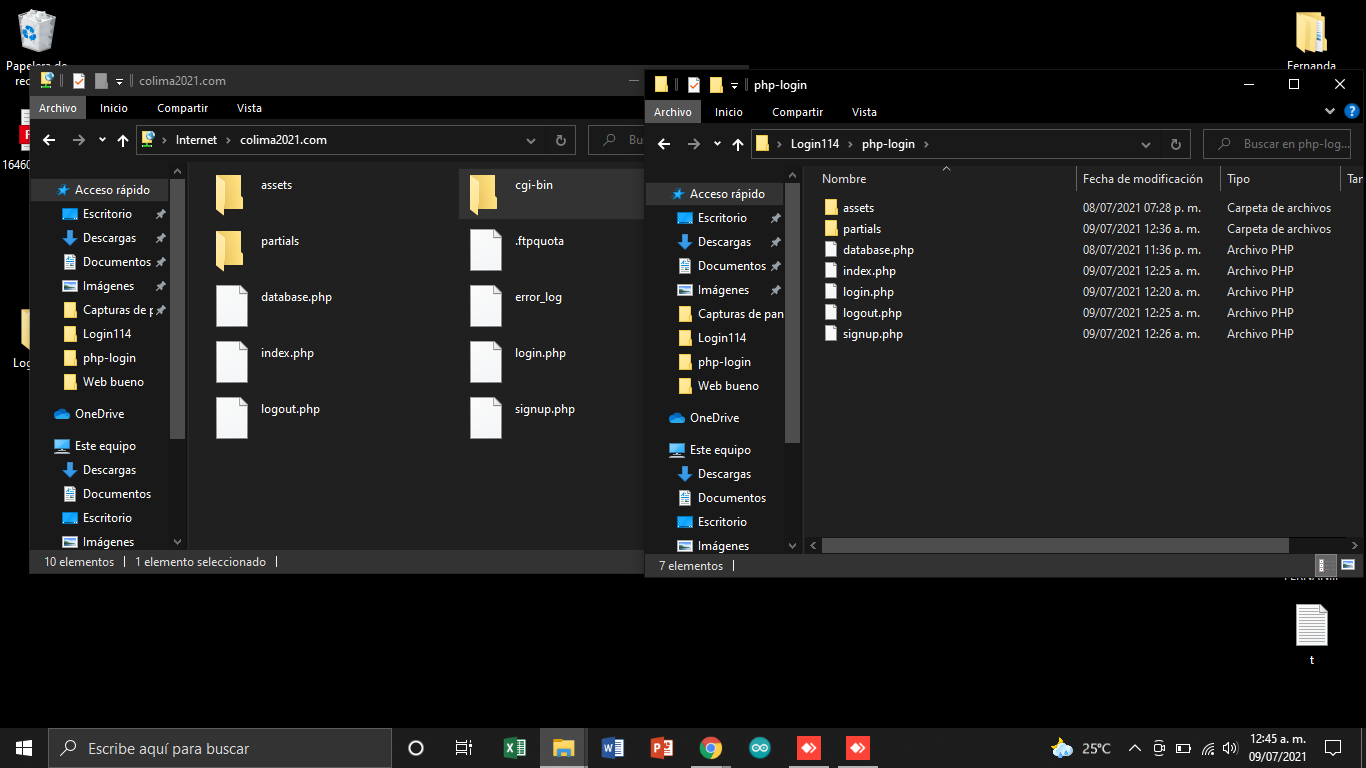 Papelera de
rec
Fernanda
16460
Log
FERNAN...
t
colima2021.com
Archivo Inicio Compartir Vista
Internet colima2021.com Bu
Acceso rápido
Escritorio
Descargas
Documentos
Imágenes
Capturas de p
Login114
php-login
Web bueno
OneDrive
Este equipo
Descargas
Documentos
Escritorio
Imágenes
assets cgi-bin
partials .ftpquota
database.php error_log
index.php login.php
logout.php signup.php
10 elementos 1 elemento seleccionado
php-login
Archivo Inicio Compartir Vista
Login114 php-login Buscar en php-log...
Acceso rápido
Escritorio
Descargas
Documentos
Imágenes
Capturas de pan
Login114
php-login
Web bueno
OneDrive
Este equipo
Descargas
Documentos
Escritorio
Imágenes
Nombre Fecha de modificación Tipo Tar
assets 08/07/2021 07:28 p. m. Carpeta de archivos
partials 09/07/2021 12:36 a. m. Carpeta de archivos
database.php 08/07/2021 11:36 p. m. Archivo PHP
index.php 09/07/2021 12:25 a. m. Archivo PHP
login.php 09/07/2021 12:20 a. m. Archivo PHP
logout.php 09/07/2021 12:25 a. m. Archivo PHP
signup.php 09/07/2021 12:26 a. m. Archivo PHP
7 elementos
Escribe aquí para buscar
25°C
12:45 a. m.
09/07/2021